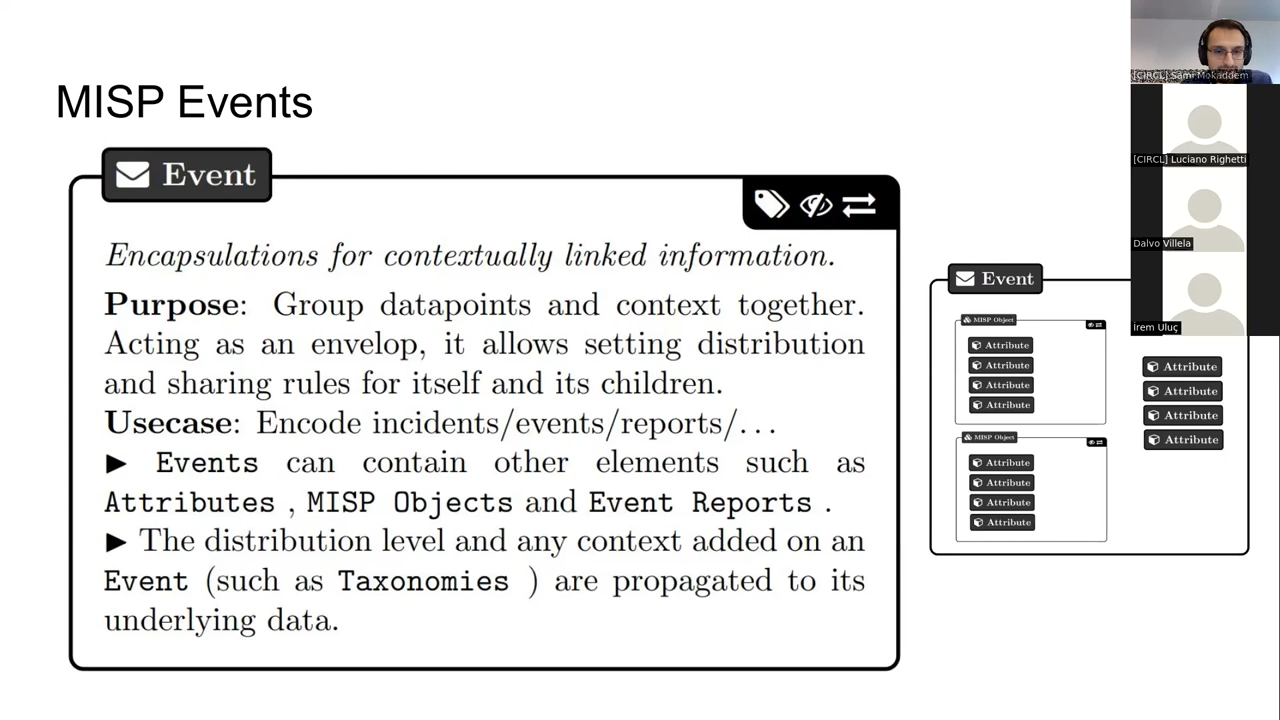 MISP Events
Event
Encapsulations for contextually linked information.
Purpose: Group datapoints and context together.
Acting as an envelop, it allows setting distribution
and sharing rules for itself and its children.
Usecase: Encode incidents/events/reports/...
▶ Events can contain other elements such as
Attributes , MISP Objects and Event Reports .
▶ The distribution level and any context added on an
Event (such as Taxonomies ) are propagated to its
underlying data.
Event
MISP Object
Attribute
Attribute
Attribute
Attribute
MISP Object
Attribute
Attribute
Attribute
Attribute
Attribute
Attribute
Attribute
Attribute
[CIRCL] Sami Mokaddem
[CIRCL] Luciano Righetti
Dalvo Villela
İrem Uluç